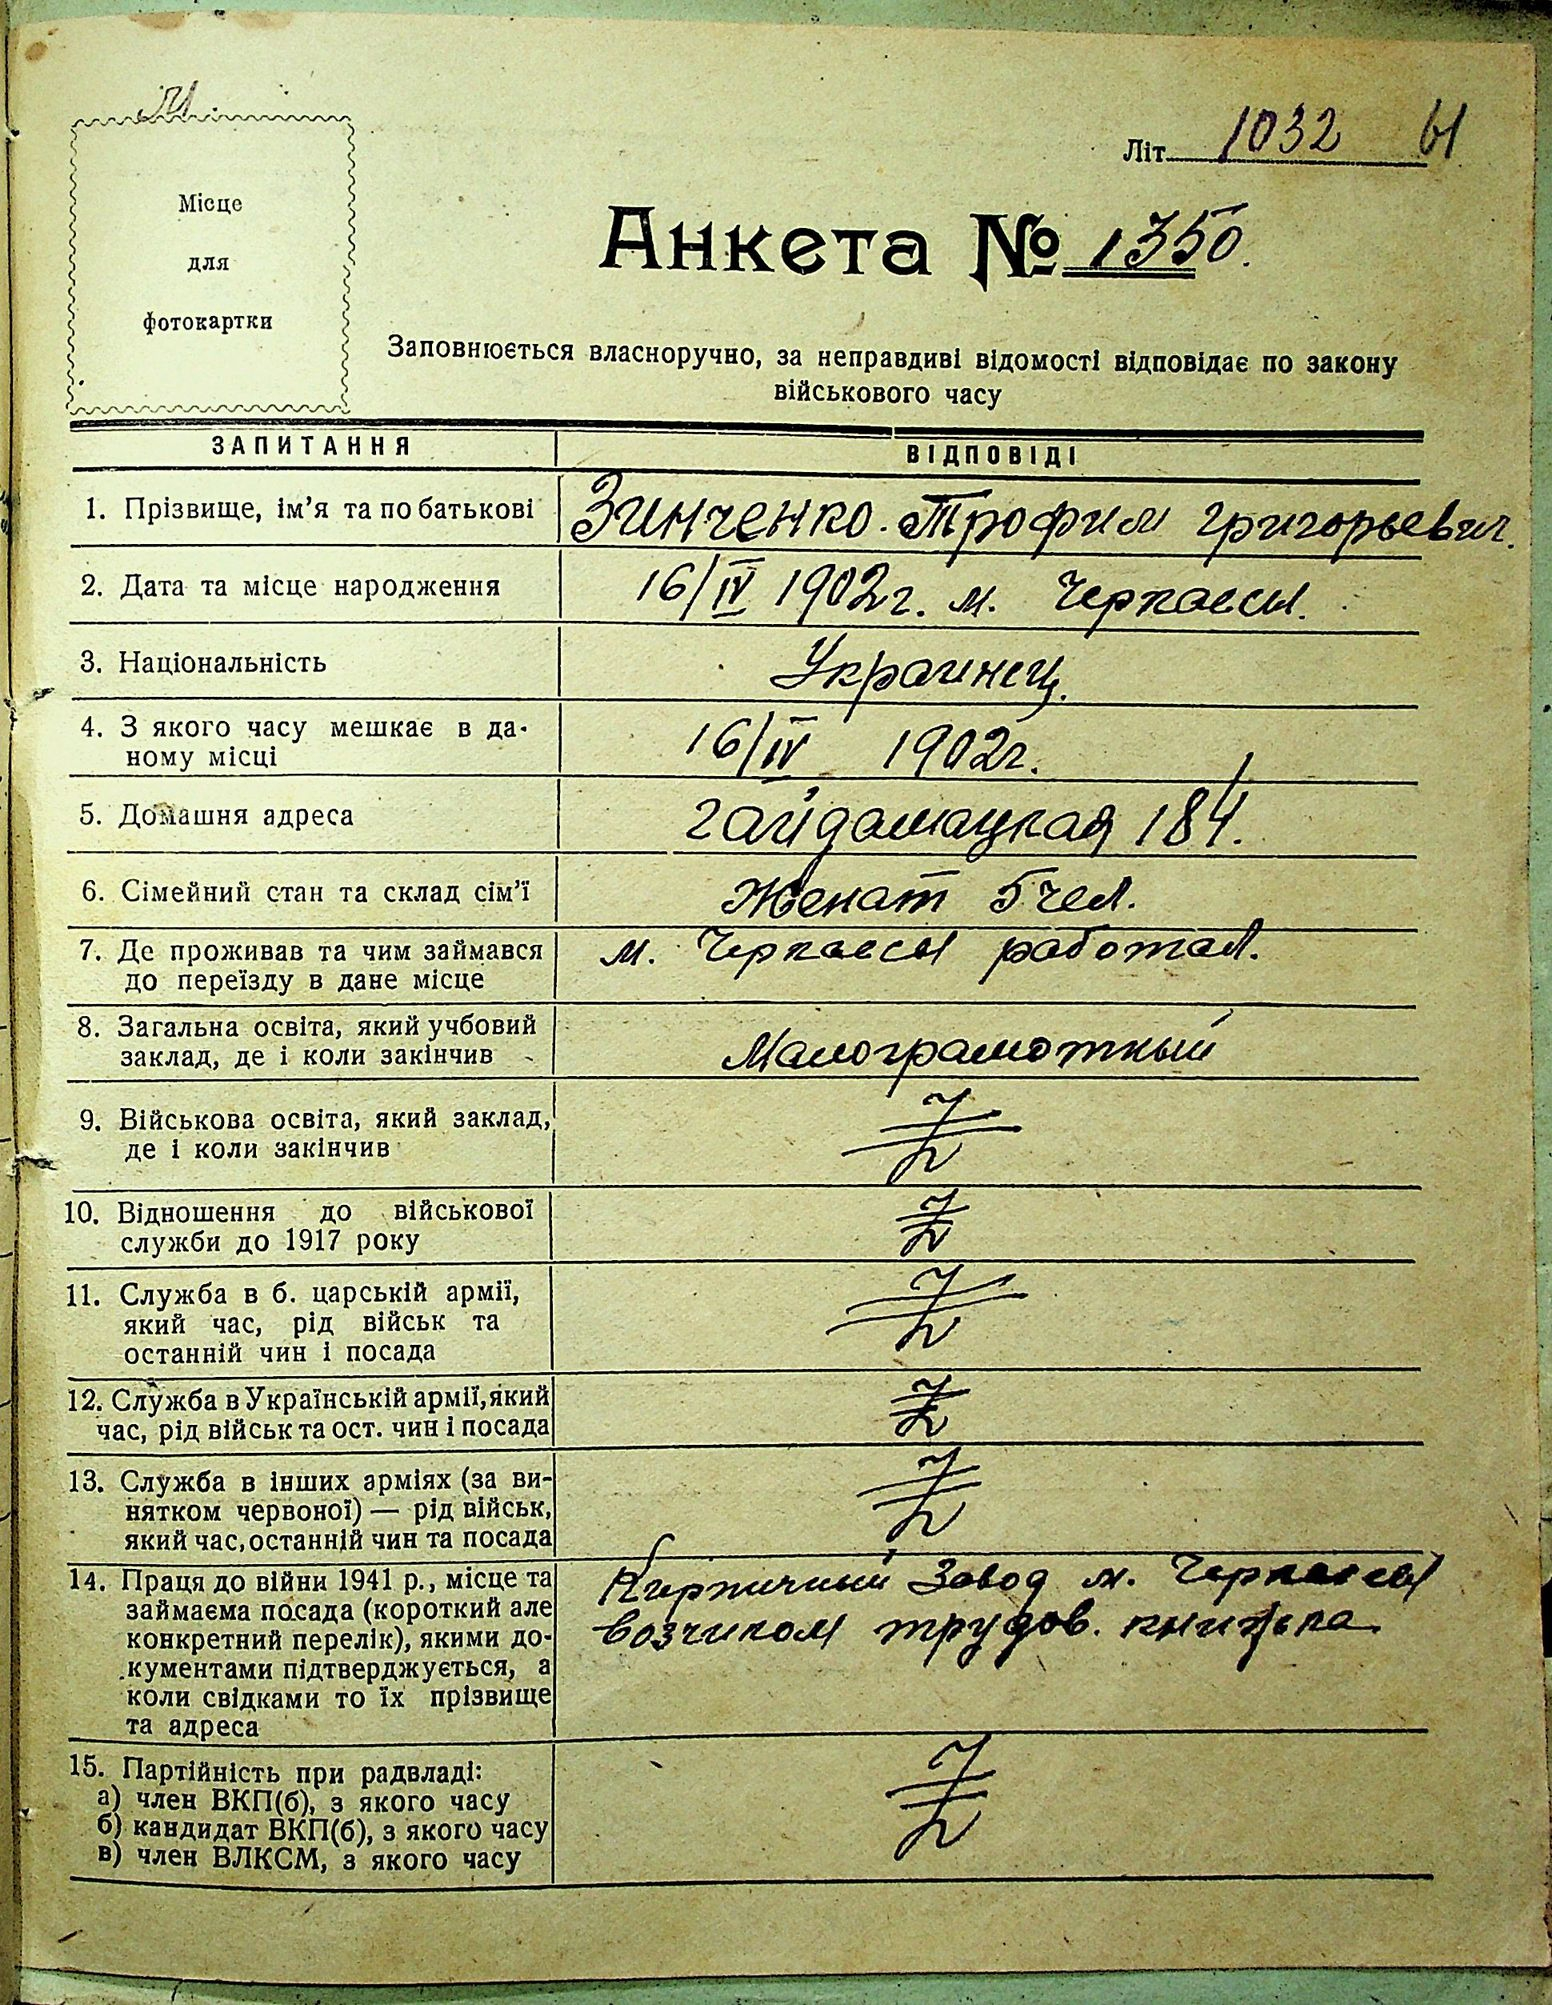 Місце
для
фотокартки
Літ. 1032 61
Анкета № 1350.
Заповнюється власноручно, за неправдиві відомості відповідає по закону
військового часу
ЗАПИТАННЯ ВІДПОВІДІ
1. Прізвище, ім'я та по батькові Зинченко. Трофим Григорьевич.
2. Дата та місце народження 16/IV 1902г. м. Черкассы.
3. Національність Украинец.
4. З якого часу мешкає в да-
ному місці 16/IV 1902г.
5. Домашня адреса Гайдамацкая 184.
6. Сімейний стан та склад сім'ї Женат 5 чел.
7. Де проживав та чим займався м. Черкассы работал.
до переїзду в дане місце
8. Загальна освіта, який учбовий
заклад, де і коли закінчив Малограмотный
9. Військова освіта, який заклад,
де і коли закінчив
10. Відношення до військової
служби до 1917 року
11. Служба в б. царській армії,
який час, рід військ та
останній чин і посада
12. Служба в Українській армії, який
час, рід військ та ост. чин і посада
13. Служба в інших арміях (за ви-
нятком червоної) — рід військ,
який час, останній чин та посада
14. Праця до війни 1941 р., місце та Кирпичный Завод м. Черкассы
займаєма посада (короткий але возчиком трудов. книжка
конкретний перелік), якими до-
кументами підтверджується, а
коли свідками то їх прізвище
та адреса
15. Партійність при радвладі:
а) член ВКП(б), з якого часу
б) кандидат ВКП(б), з якого часу
в) член ВЛКСМ, з якого часу